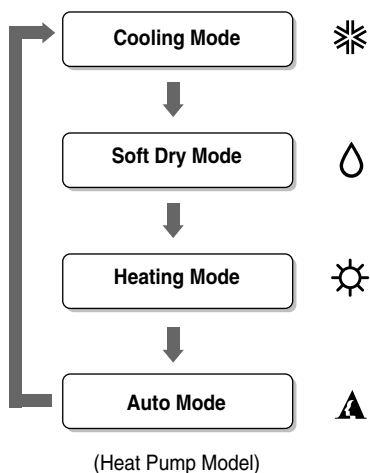 Cooling Mode
Soft Dry Mode
Heating Mode
Auto Mode
(Heat Pump Model)